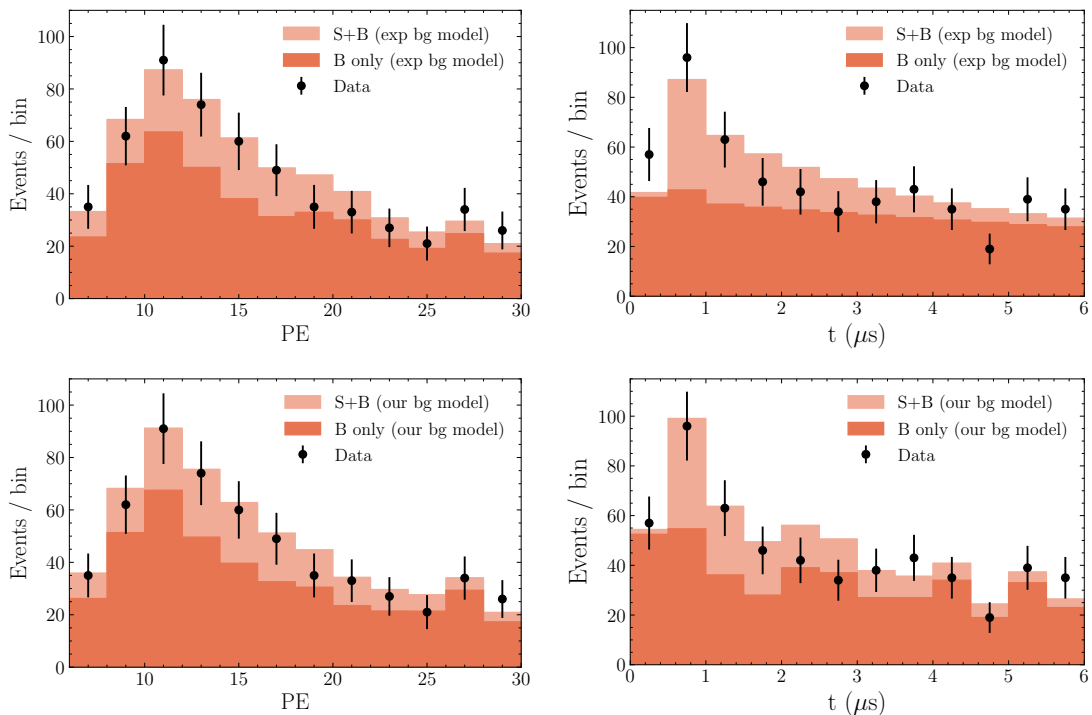 S+B (exp bg model)
B only (exp bg model)
Data
Events / bin
0
20
40
60
80
100
10
15
20
25
30
PE
S+B (exp bg model)
B only (exp bg model)
Data
Events / bin
0
20
40
60
80
100
0
1
2
3
4
5
6
t (μs)
S+B (our bg model)
B only (our bg model)
Data
Events / bin
0
20
40
60
80
100
10
15
20
25
30
PE
S+B (our bg model)
B only (our bg model)
Data
Events / bin
0
20
40
60
80
100
0
1
2
3
4
5
6
t (μs)